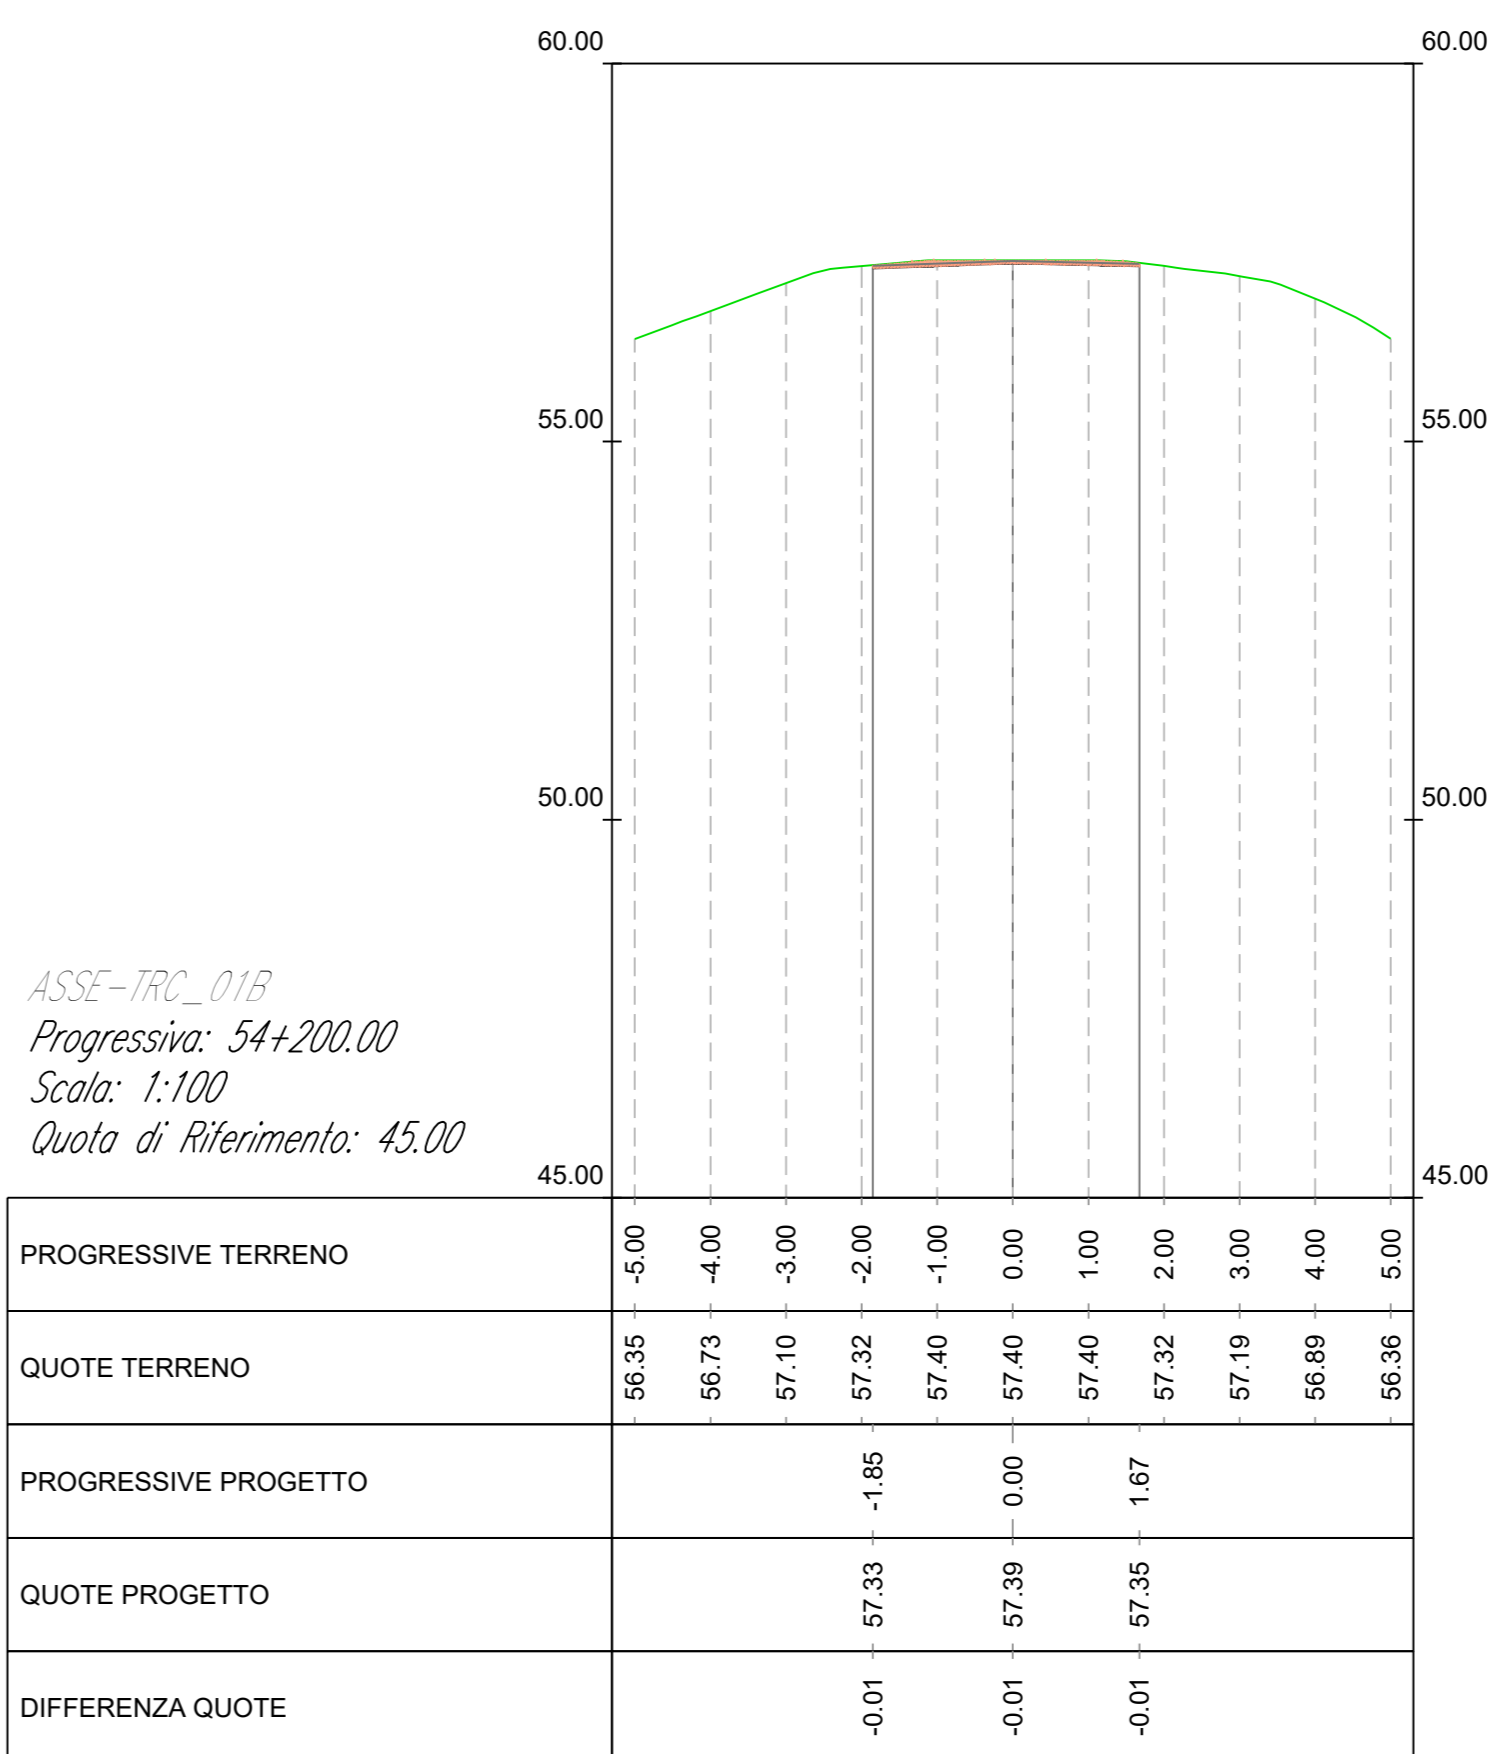 60.00 60.00
55.00 55.00
50.00 50.00
ASSE-TRC_01B
Progressiva: 54+200.00
Scala: 1:100
Quota di Riferimento: 45.00
45.00 45.00
PROGRESSIVE TERRENO -5.00 -4.00 -3.00 -2.00 -1.00 0.00 1.00 2.00 3.00 4.00 5.00
QUOTE TERRENO 56.35 56.73 57.10 57.32 57.40 57.40 57.40 57.32 57.19 56.89 56.36
PROGRESSIVE PROGETTO -1.85 0.00 1.67
QUOTE PROGETTO 57.33 57.39 57.35
DIFFERENZA QUOTE -0.01 -0.01 -0.01